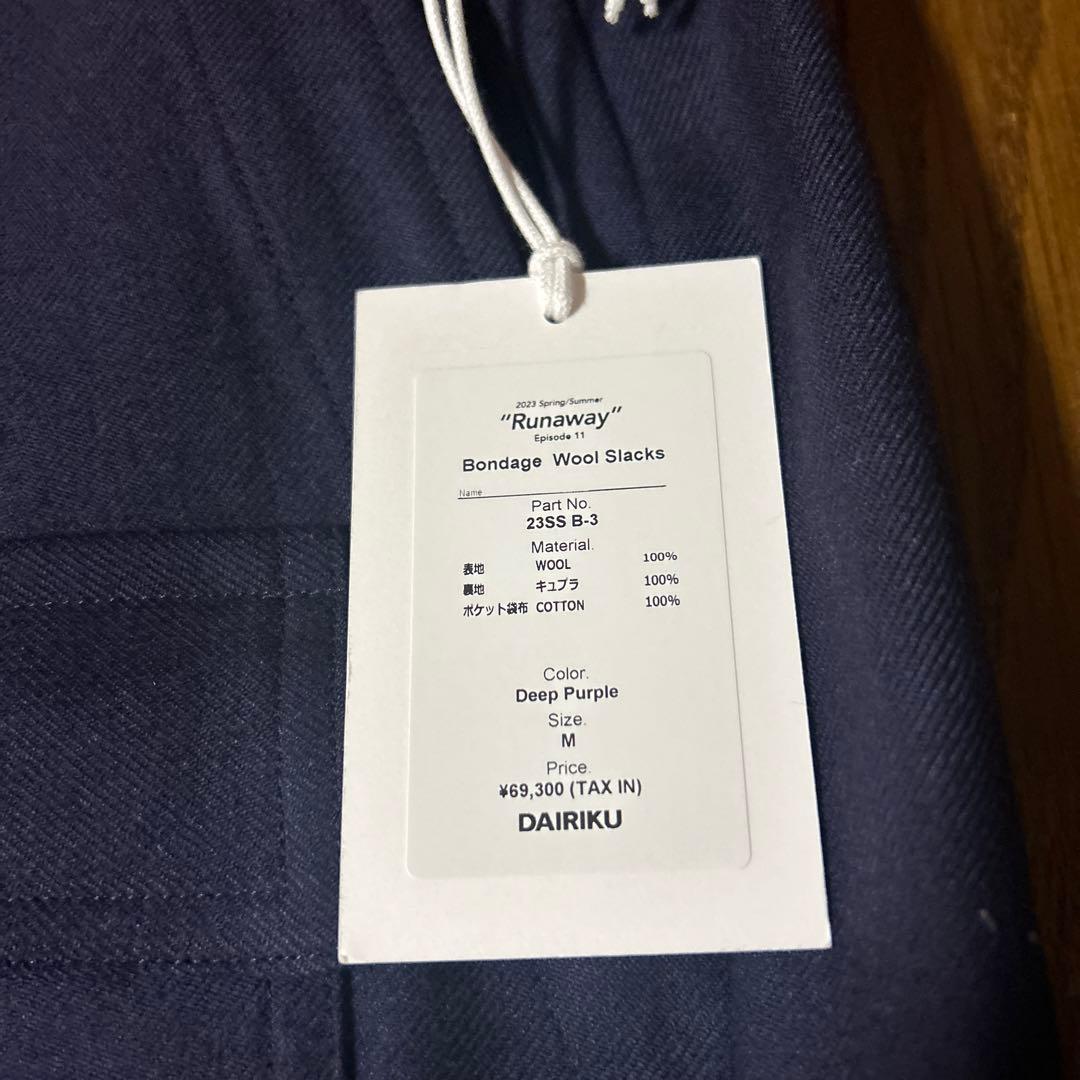 2023 Spring/Summer
"Runaway"
Episode 11
Bondage Wool Slacks
Name
Part No.
23SS B-3
Material.
表地 WOOL 100%
裏地 キュプラ 100%
ポケット袋布 COTTON 100%
Color.
Deep Purple
Size.
M
Price.
¥69,300 (TAX IN)
DAIRIKU